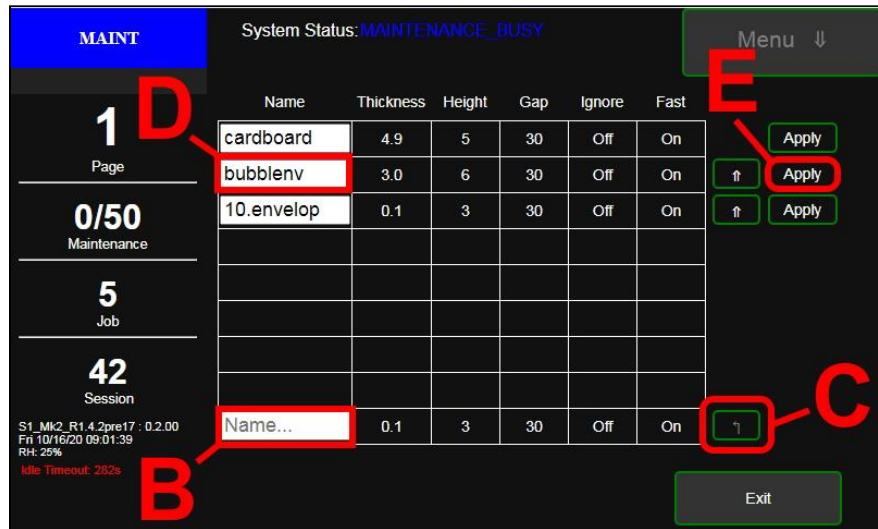 MAINT
System Status:MAINTENANCE_BUSY
Menu ⇓
1
Page
0/50
Maintenance
5
Job
42
Session
S1_Mk2_R1.4.2pre17 : 0.2.00
Fri 10/16/20 09:01:39
RH: 25%
Idle Timeout: 282s
Name Thickness Height Gap Ignore Fast
cardboard 4.9 5 30 Off On Apply
bubblenv 3.0 6 30 Off On ⇑ Apply
10.envelop 0.1 3 30 Off On ⇑ Apply
Name... 0.1 3 30 Off On ↰
Exit
D
E
B
C